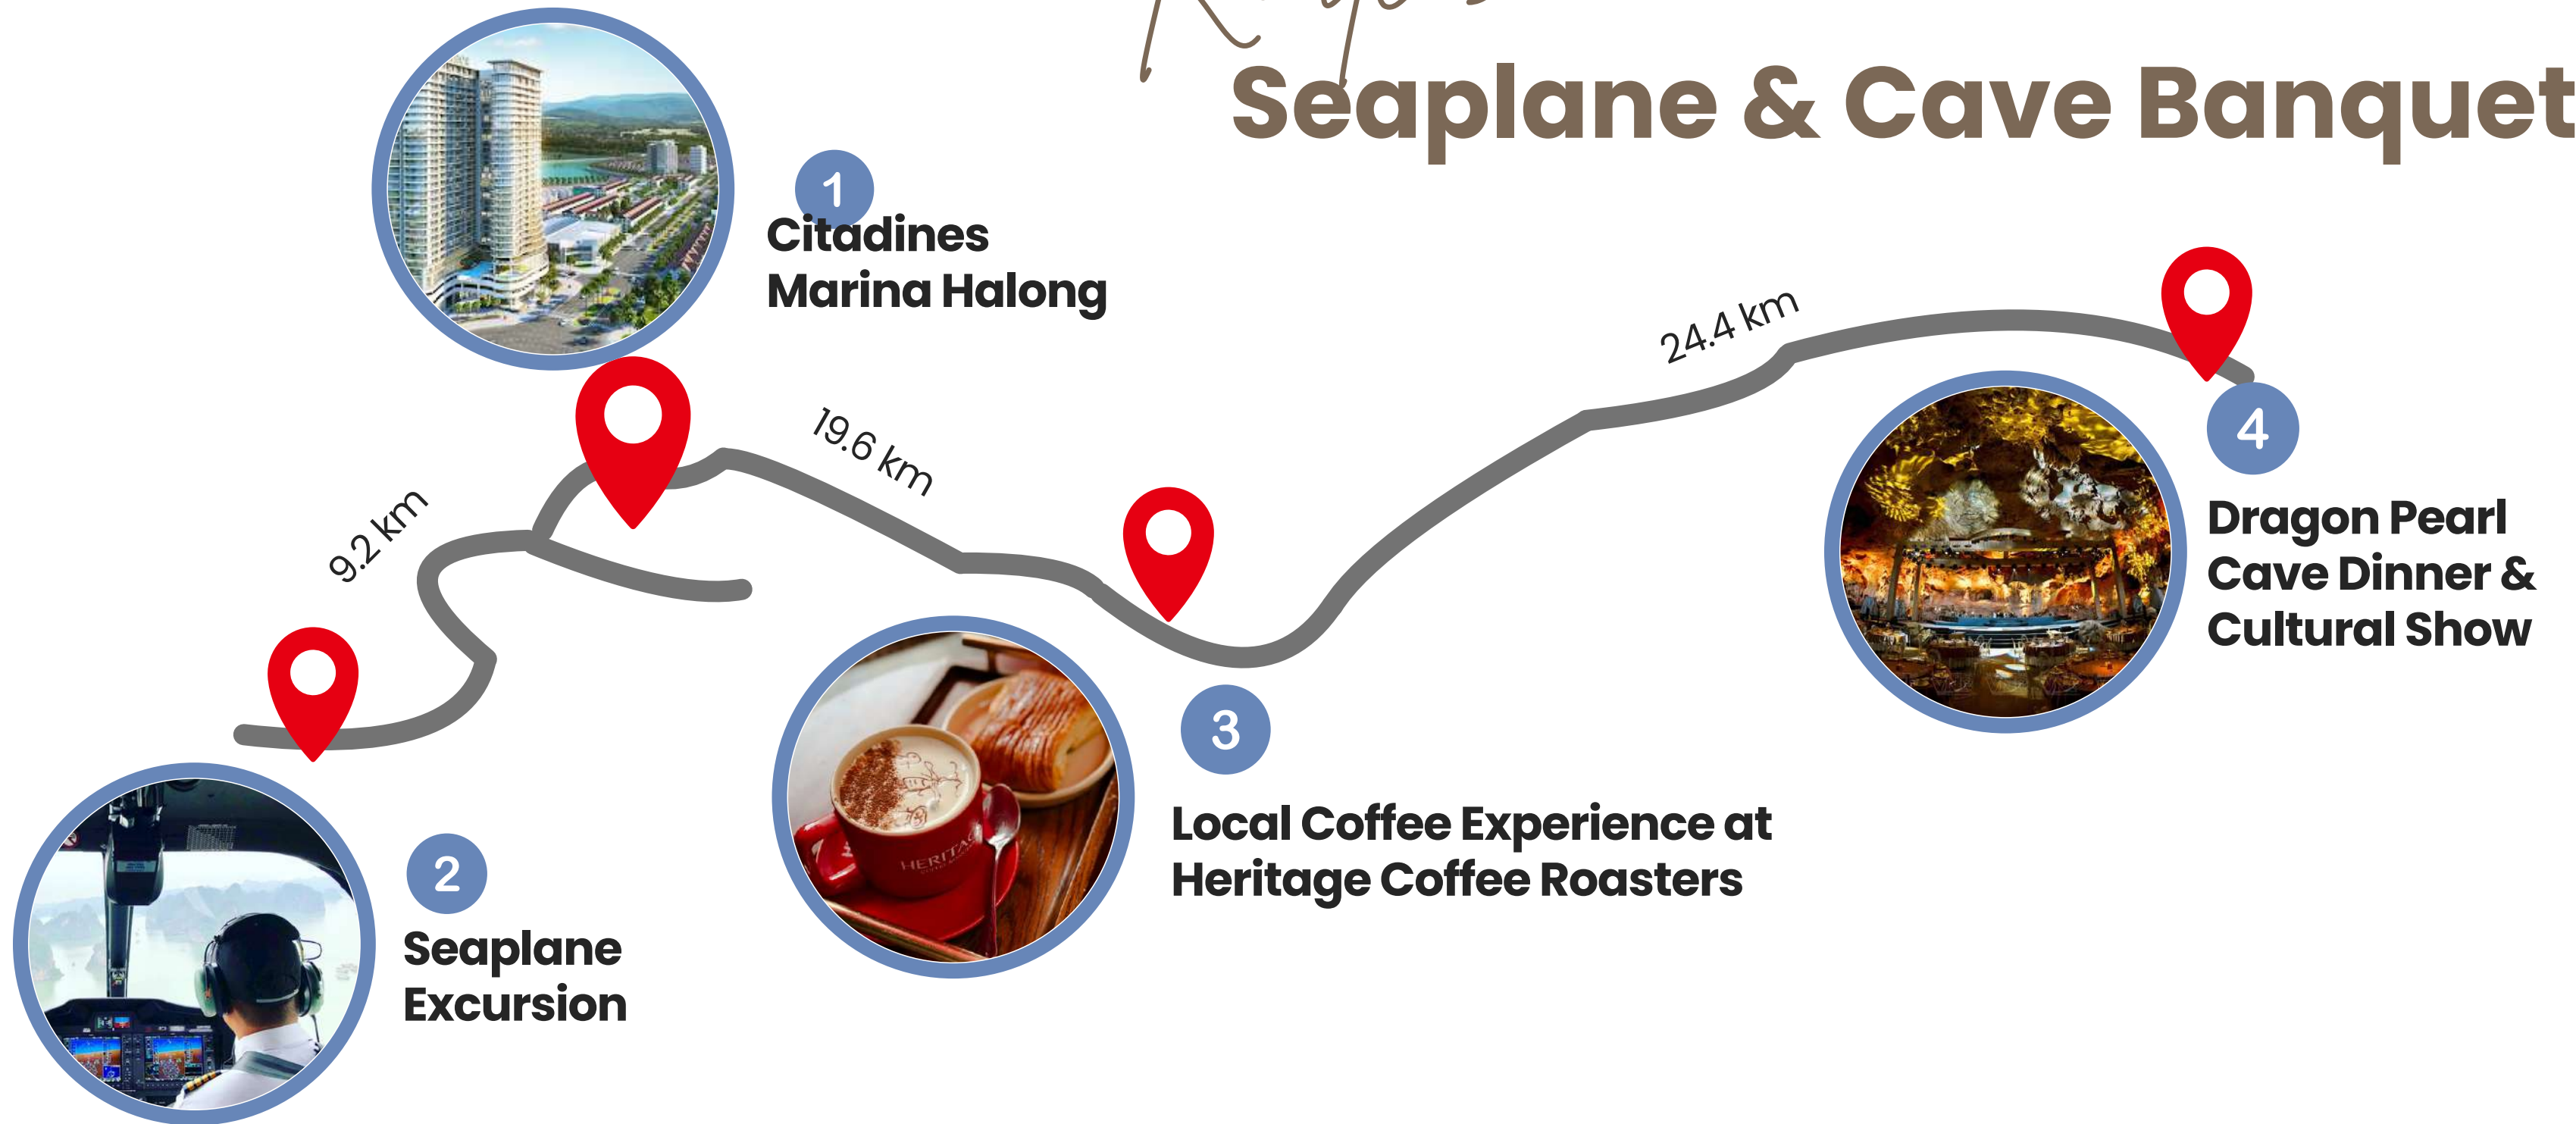 Seaplane & Cave Banquet
1
Citadines
Marina Halong
24.4 km
19.6 km
9.2 km
4
Dragon Pearl
Cave Dinner &
Cultural Show
3
Local Coffee Experience at
Heritage Coffee Roasters
2
Seaplane
Excursion